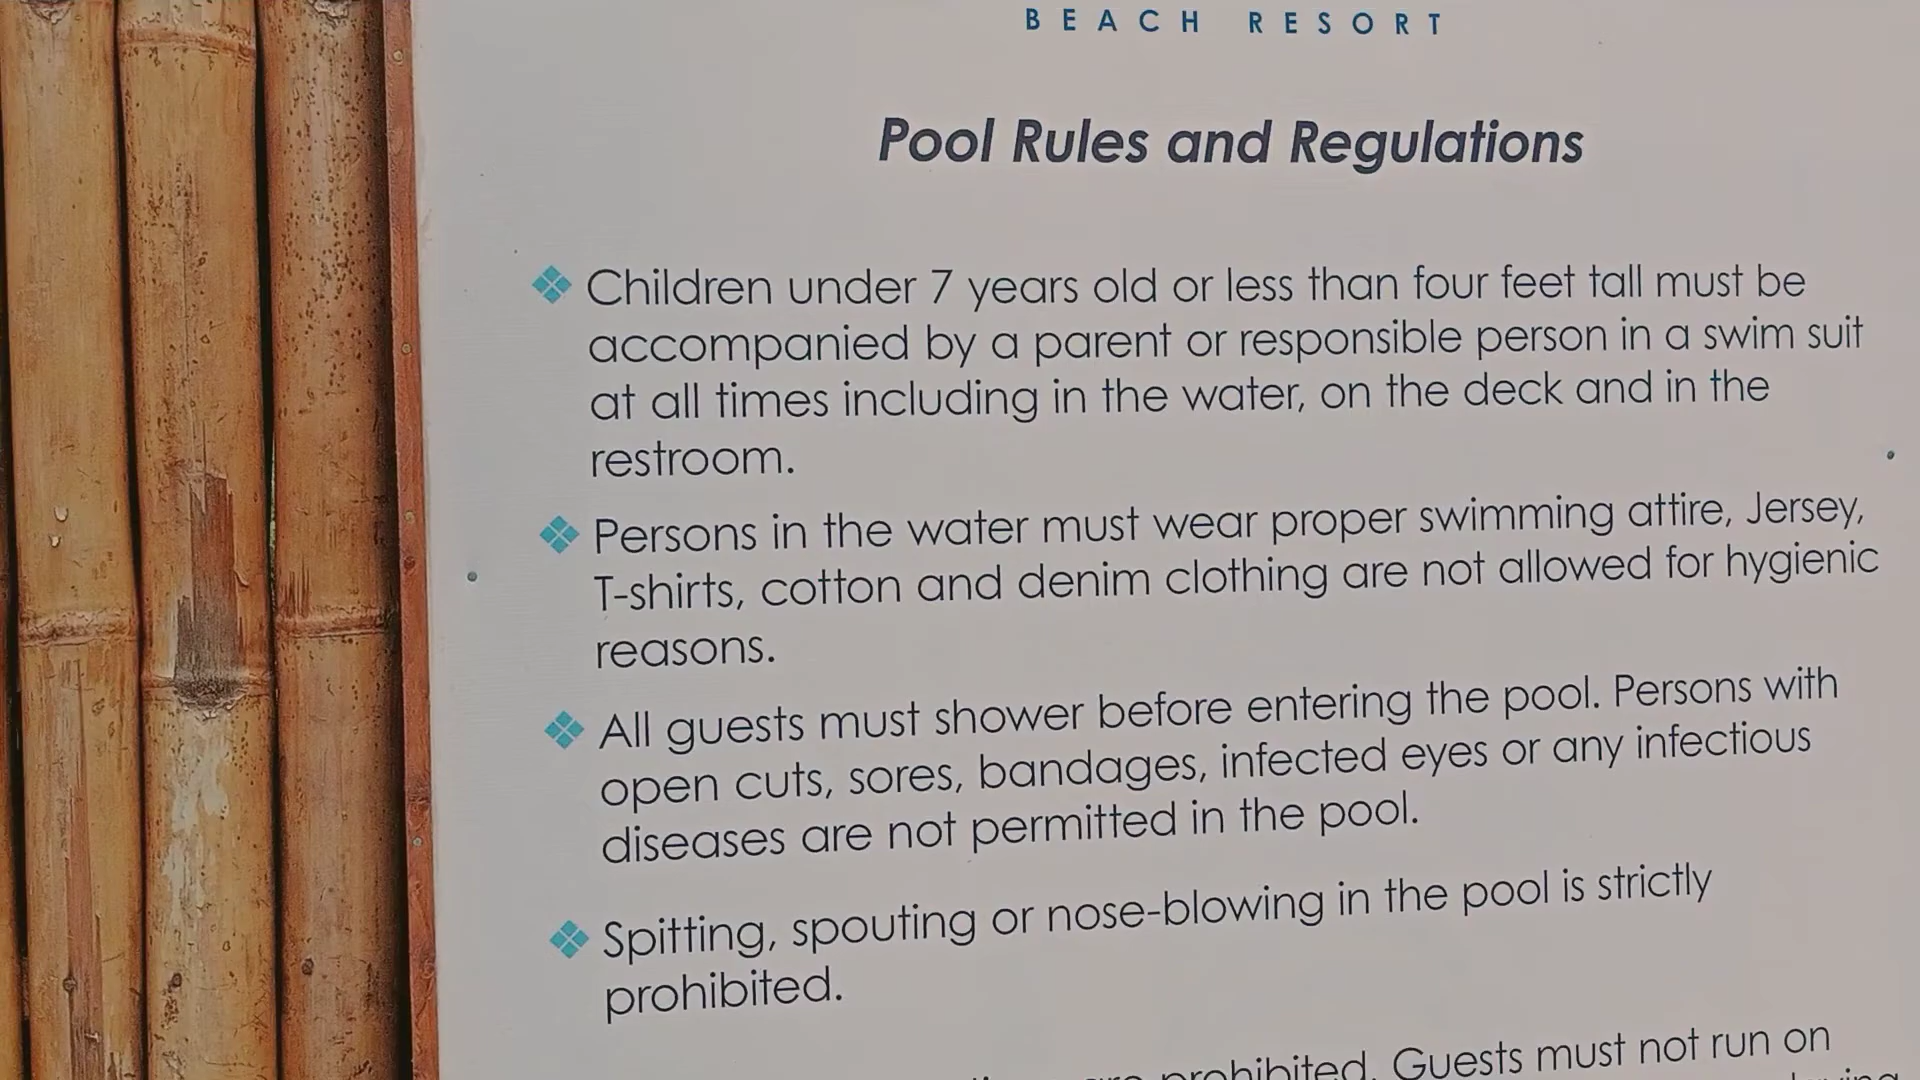 BEACH RESORT
Pool Rules and Regulations
❖ Children under 7 years old or less than four feet tall must be
accompanied by a parent or responsible person in a swim suit
at all times including in the water, on the deck and in the
restroom.
❖ Persons in the water must wear proper swimming attire, Jersey,
T-shirts, cotton and denim clothing are not allowed for hygienic
reasons.
❖ All guests must shower before entering the pool. Persons with
open cuts, sores, bandages, infected eyes or any infectious
diseases are not permitted in the pool.
❖ Spitting, spouting or nose-blowing in the pool is strictly
prohibited.
prohibited. Guests must not run on